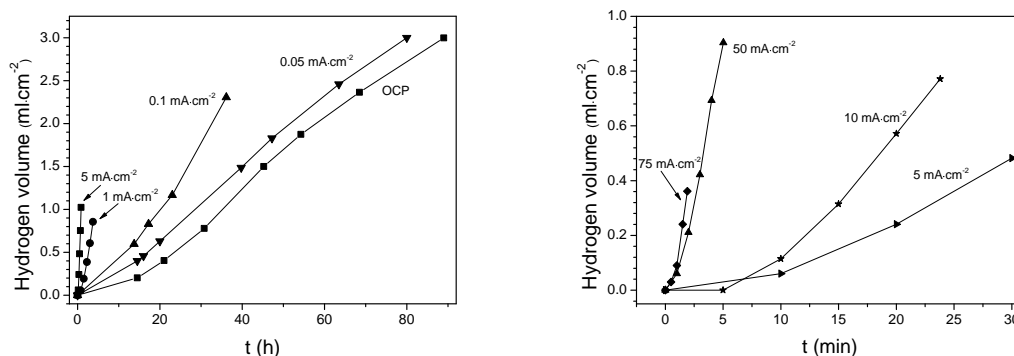 3.0
2.5
2.0
1.5
1.0
0.5
0.0
Hydrogen volume (ml·cm⁻²)
0.05 mA·cm⁻²
OCP
0.1 mA·cm⁻²
5 mA·cm⁻²
1 mA·cm⁻²
0 20 40 60 80
t (h)
1.0
0.8
0.6
0.4
0.2
0.0
Hydrogen volume (ml·cm⁻²)
50 mA·cm⁻²
10 mA·cm⁻²
75 mA·cm⁻²
5 mA·cm⁻²
0 5 10 15 20 25 30
t (min)